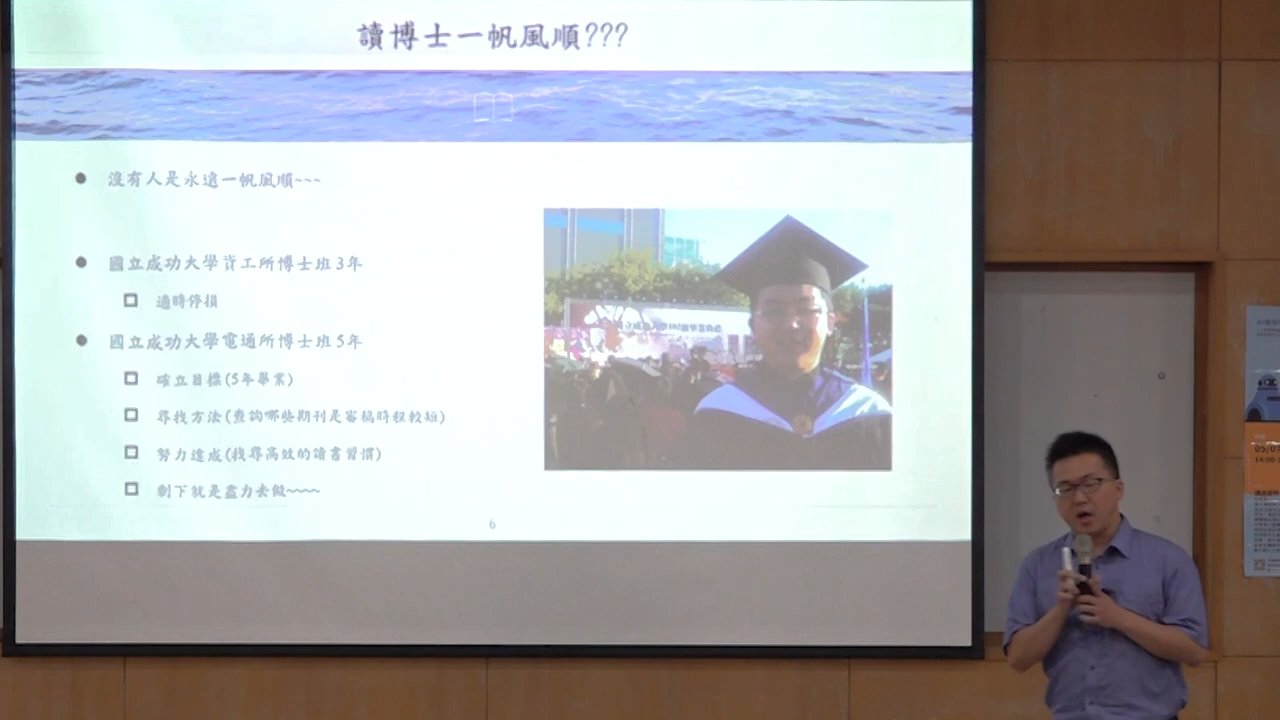 讀博士一帆風順???
沒有人是永遠一帆風順~~~
國立成功大學資工所博士班3年
適時停損
國立成功大學電通所博士班5年
確立目標(5年畢業)
尋找方法(查詢哪些期刊是審稿時程較短)
努力達成(找尋高效的讀書習慣)
剩下就是盡力去做~~~~
6
05/07